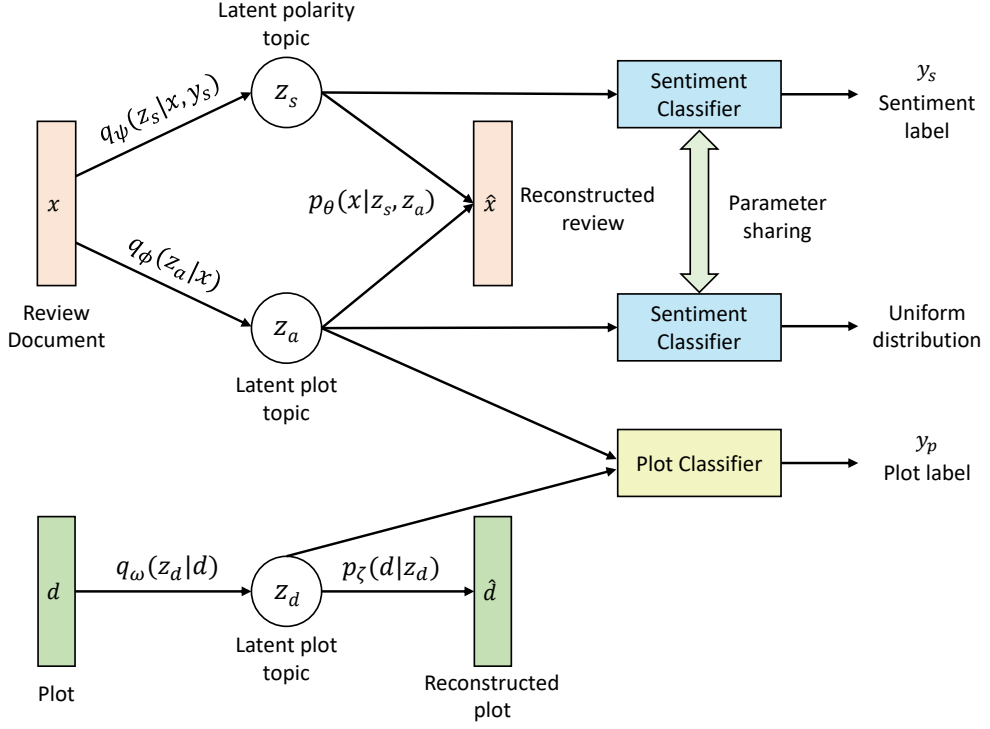 Latent polarity
topic
z_s
q_ψ(z_s|x, y_s)
x
Review
Document
q_ϕ(z_a|x)
z_a
Latent plot
topic
p_θ(x|z_s, z_a)
x̂
Reconstructed
review
Sentiment
Classifier
y_s
Sentiment
label
Parameter
sharing
Sentiment
Classifier
Uniform
distribution
Plot Classifier
y_p
Plot label
d
Plot
q_ω(z_d|d)
z_d
Latent plot
topic
p_ζ(d|z_d)
d̂
Reconstructed
plot